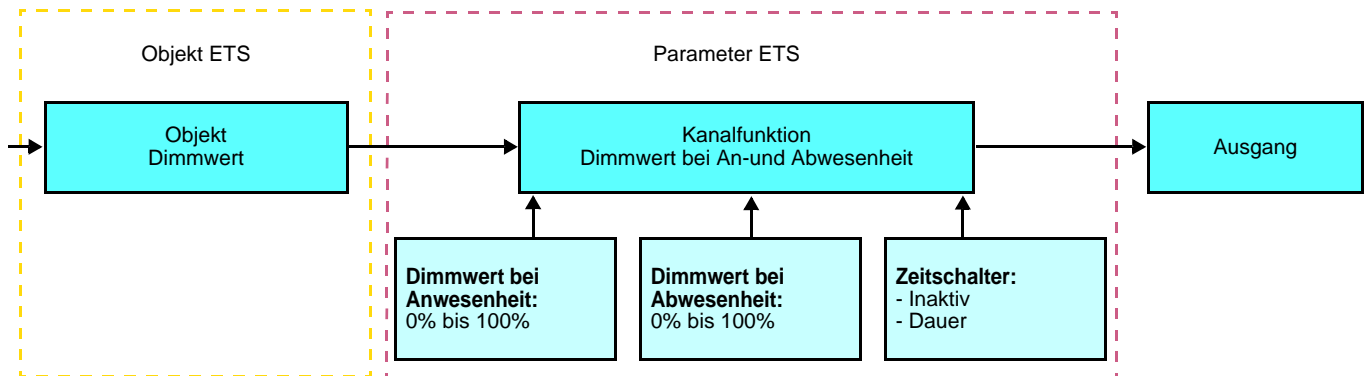 Objekt ETS
Parameter ETS
Objekt
Dimmwert
Kanalfunktion
Dimmwert bei An-und Abwesenheit
Ausgang
Dimmwert bei
Anwesenheit:
0% bis 100%
Dimmwert bei
Abwesenheit:
0% bis 100%
Zeitschalter:
- Inaktiv
- Dauer